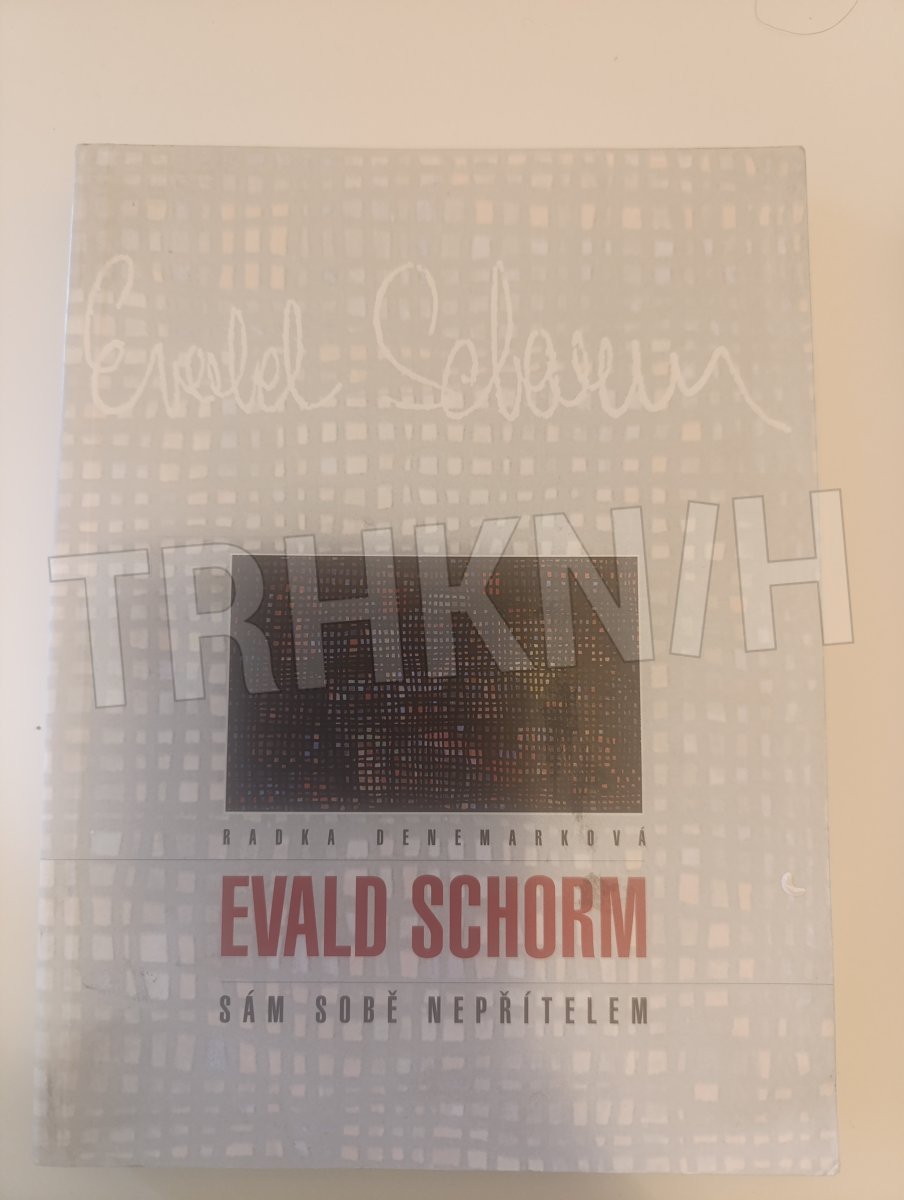 Evald Schorm
TRHKNIH
RADKA DENEMARKOVÁ
EVALD SCHORM
SÁM SOBĚ NEPŘÍTELEM